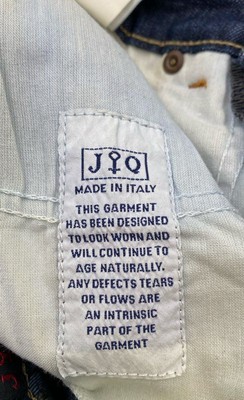 J⚲Q
MADE IN ITALY
THIS GARMENT
HAS BEEN DESIGNED
TO LOOK WORN AND
WILL CONTINUE TO
AGE NATURALLY.
ANY DEFECTS TEARS
OR FLOWS ARE
AN INTRINSIC
PART OF THE
GARMENT